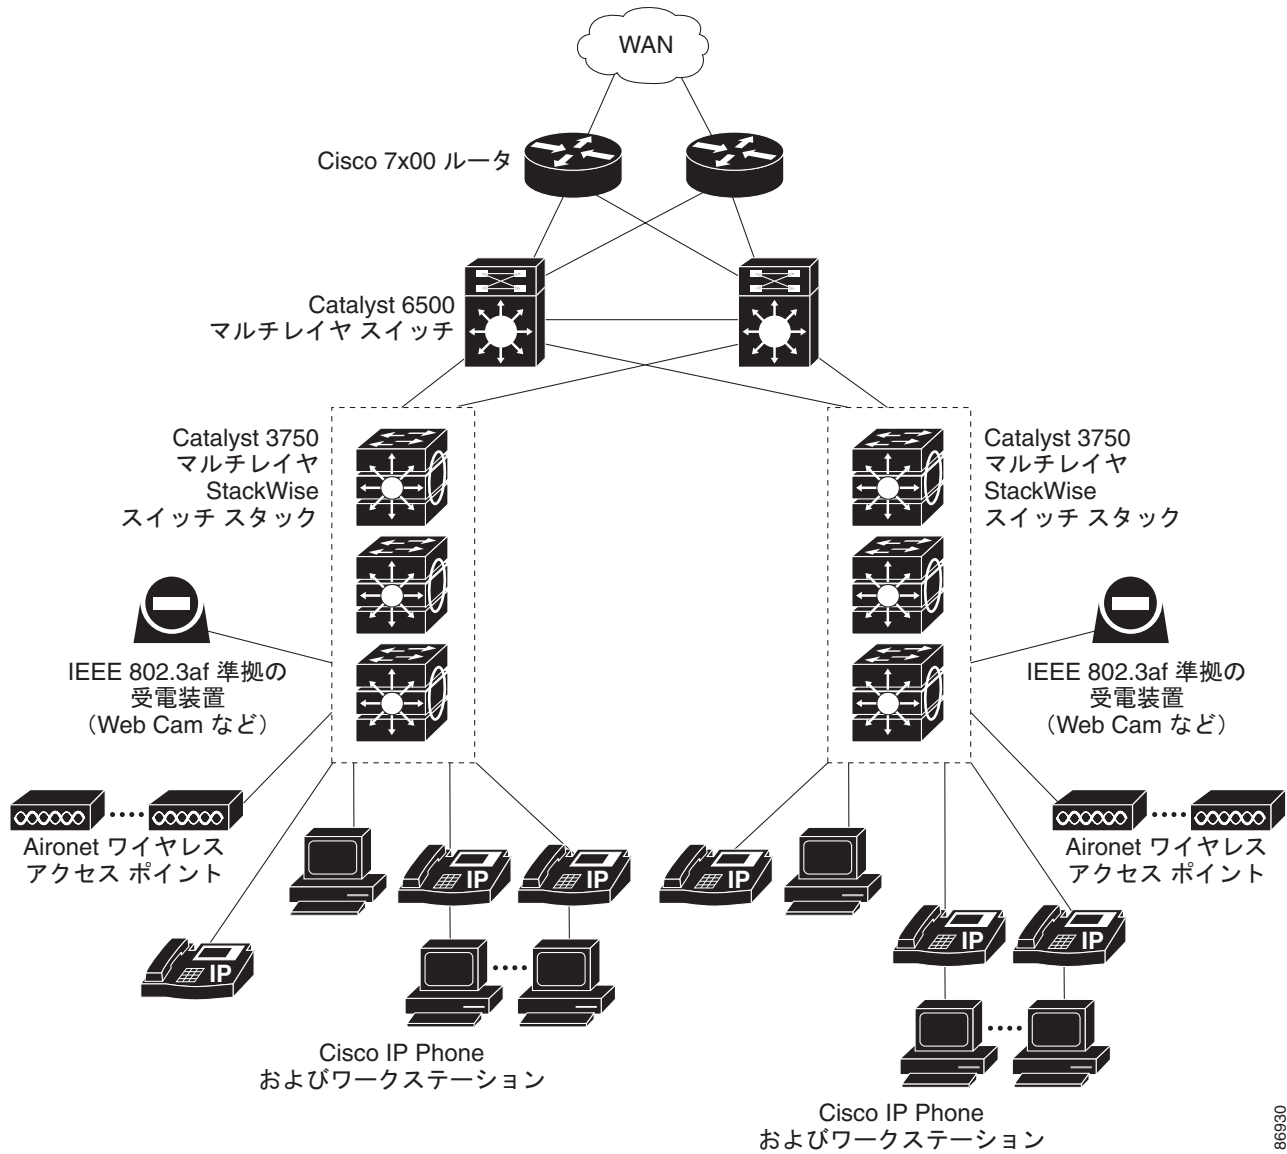 WAN
Cisco 7x00 ルータ
Catalyst 6500
マルチレイヤ スイッチ
Catalyst 3750
マルチレイヤ
StackWise
スイッチ スタック
Catalyst 3750
マルチレイヤ
StackWise
スイッチ スタック
IEEE 802.3af 準拠の
受電装置
（Web Cam など）
IEEE 802.3af 準拠の
受電装置
（Web Cam など）
Aironet ワイヤレス
アクセス ポイント
Aironet ワイヤレス
アクセス ポイント
IP
IP
IP
IP
IP
IP
Cisco IP Phone
およびワークステーション
Cisco IP Phone
およびワークステーション
86930